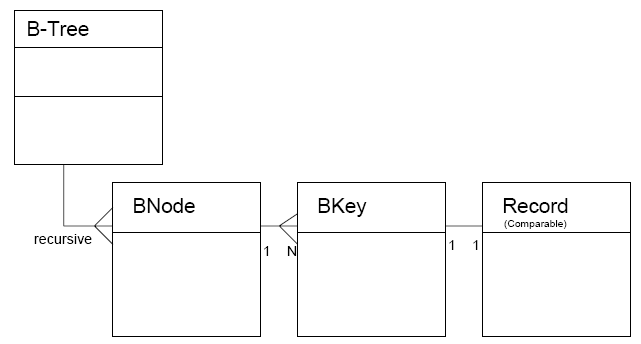 B-Tree
BNode
BKey
Record
(Comparable)
recursive
1
N
1
1